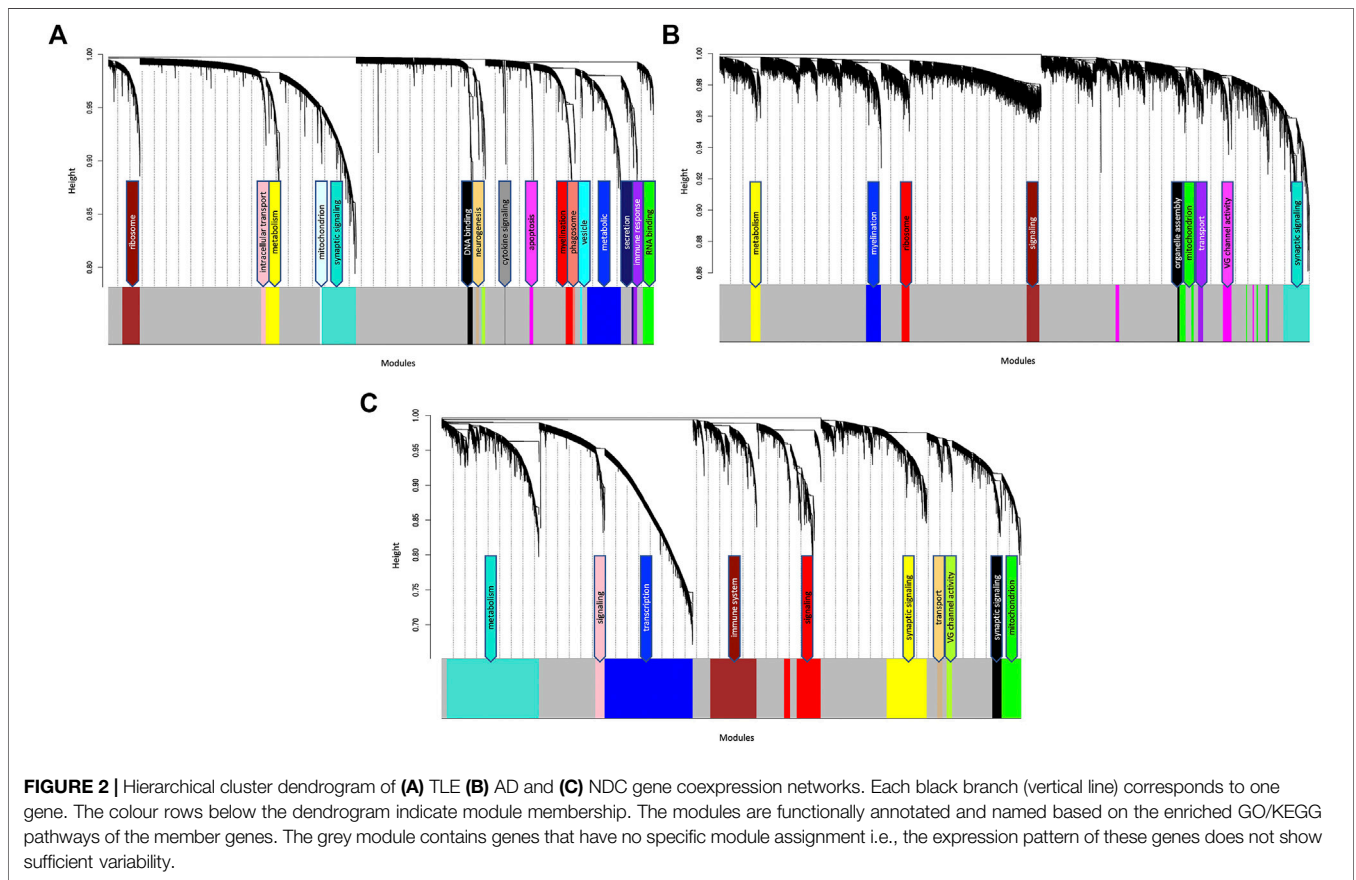 A
Height
1.00
0.95
0.90
0.85
0.80
ribosome
intracellular transport
metabolism
mitochondrion
synaptic signaling
DNA binding
neurogenesis
cytokine signaling
apoptosis
myelination
phagosome
vesicle
metabolic
secretion
immune response
RNA binding
Modules
B
Height
1.00
0.98
0.96
0.94
0.92
0.90
0.88
0.86
metabolism
myelination
ribosome
signaling
organelle assembly
mitochondrion
transport
VG channel activity
synaptic signaling
Modules
C
Height
1.00
0.95
0.90
0.85
0.80
0.75
0.70
metabolism
signaling
transcription
immune system
signaling
synaptic signaling
transport
VG channel activity
synaptic signaling
mitochondrion
Modules
FIGURE 2 | Hierarchical cluster dendrogram of (A) TLE (B) AD and (C) NDC gene coexpression networks. Each black branch (vertical line) corresponds to one
gene. The colour rows below the dendrogram indicate module membership. The modules are functionally annotated and named based on the enriched GO/KEGG
pathways of the member genes. The grey module contains genes that have no specific module assignment i.e., the expression pattern of these genes does not show
sufficient variability.